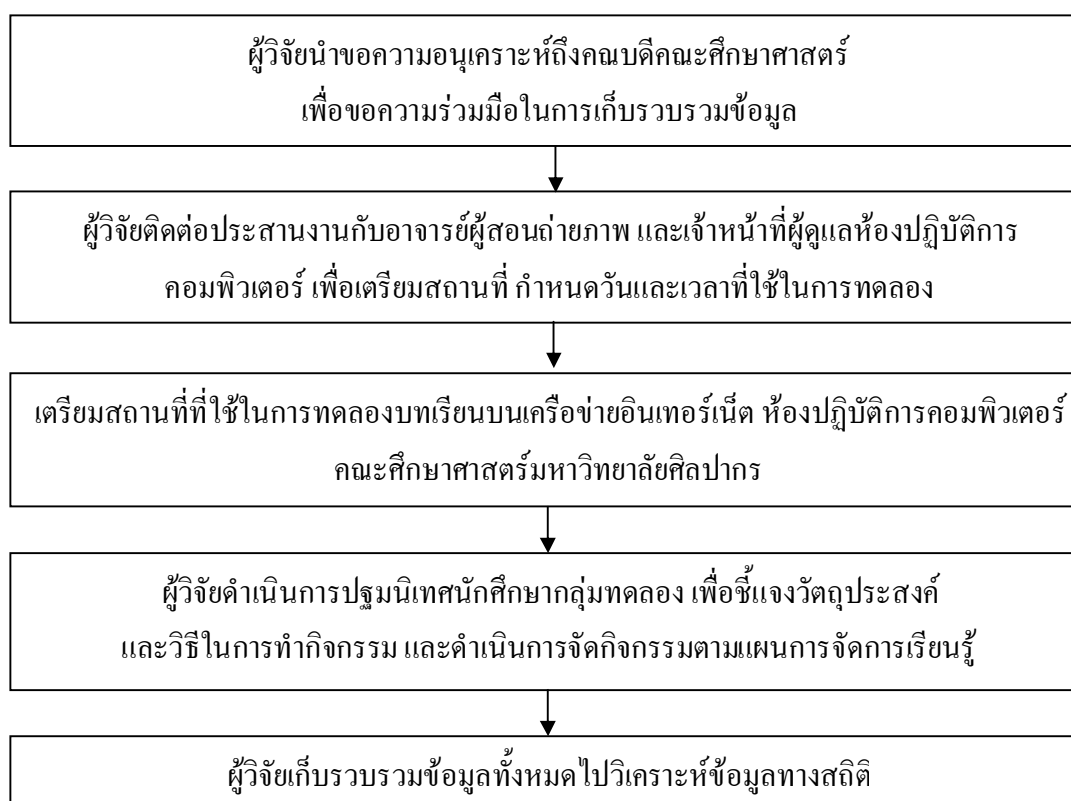 ผู้วิจัยนำขอความอนุเคราะห์ถึงคณบดีคณะศึกษาศาสตร์
เพื่อขอความร่วมมือในการเก็บรวบรวมข้อมูล
ผู้วิจัยติดต่อประสานงานกับอาจารย์ผู้สอนถ่ายภาพ และเจ้าหน้าที่ผู้ดูแลห้องปฏิบัติการ
คอมพิวเตอร์ เพื่อเตรียมสถานที่ กำหนดวันและเวลาที่ใช้ในการทดลอง
เตรียมสถานที่ที่ใช้ในการทดลองบทเรียนบนเครือข่ายอินเทอร์เน็ต ห้องปฏิบัติการคอมพิวเตอร์
คณะศึกษาศาสตร์มหาวิทยาลัยศิลปากร
ผู้วิจัยดำเนินการปฐมนิเทศนักศึกษากลุ่มทดลอง เพื่อชี้แจงวัตถุประสงค์
และวิธีในการทำกิจกรรม และดำเนินการจัดกิจกรรมตามแผนการจัดการเรียนรู้
ผู้วิจัยเก็บรวบรวมข้อมูลทั้งหมดไปวิเคราะห์ข้อมูลทางสถิติ